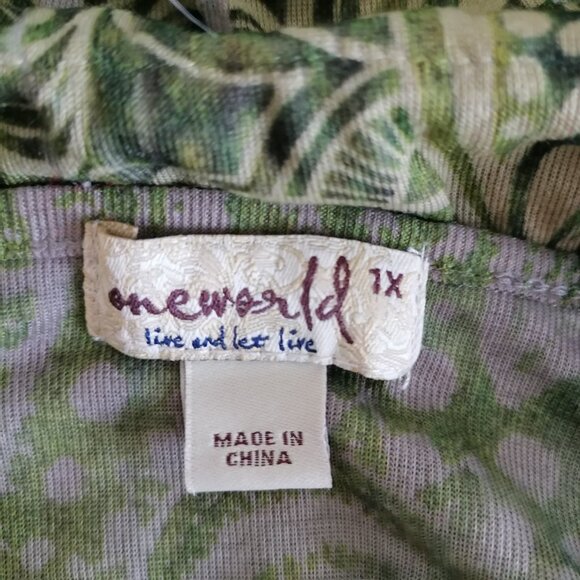 oneworld 1X
live and let live
MADE IN
CHINA